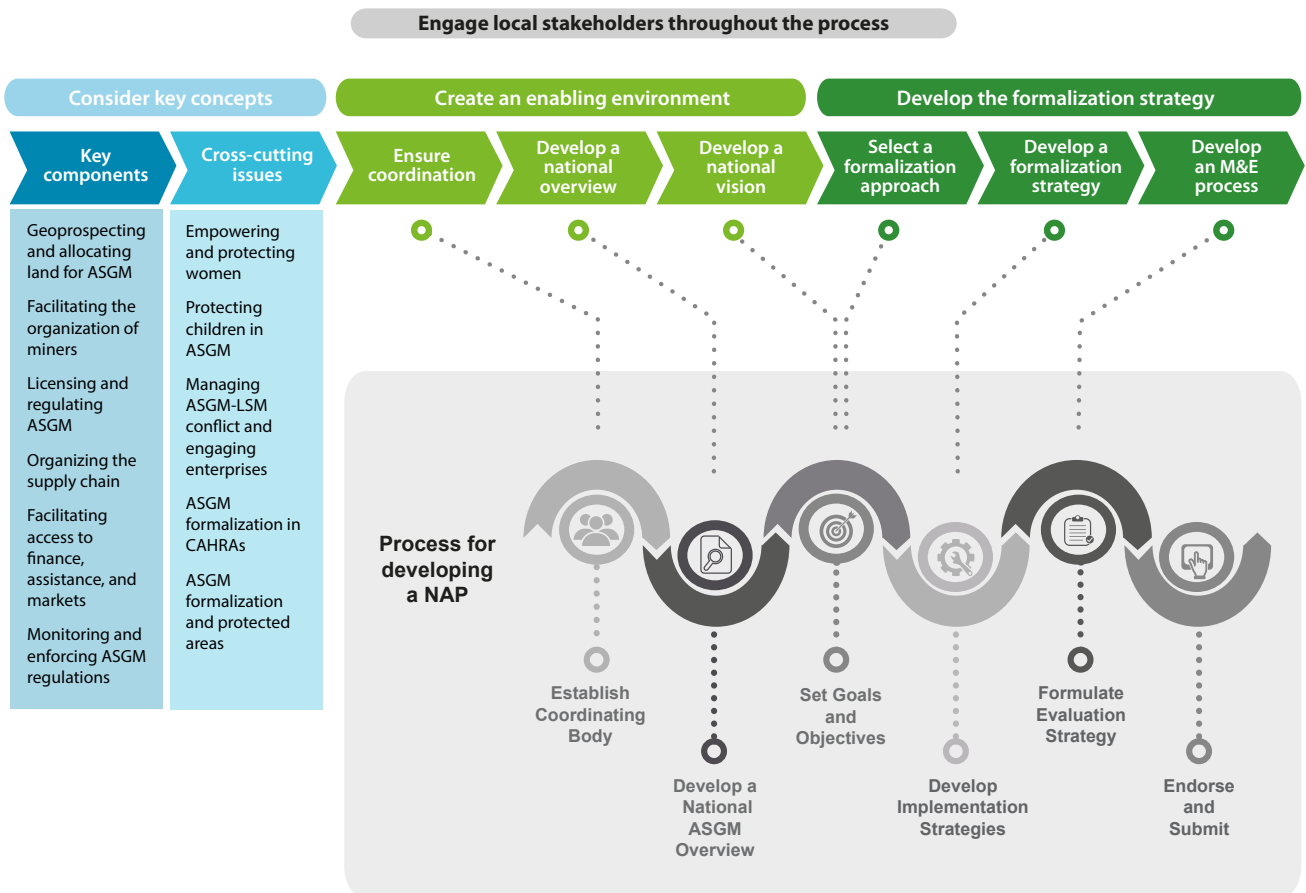 Engage local stakeholders throughout the process
Consider key concepts
Create an enabling environment
Develop the formalization strategy
Key
components
Cross-cutting
issues
Ensure
coordination
Develop a
national
overview
Develop a
national
vision
Select a
formalization
approach
Develop a
formalization
strategy
Develop
an M&E
process
Geoprospecting
and allocating
land for ASGM
Facilitating the
organization of
miners
Licensing and
regulating
ASGM
Organizing the
supply chain
Facilitating
access to
finance,
assistance, and
markets
Monitoring and
enforcing ASGM
regulations
Empowering
and protecting
women
Protecting
children in
ASGM
Managing
ASGM-LSM
conflict and
engaging
enterprises
ASGM
formalization in
CAHRAs
ASGM
formalization
and protected
areas
Process for
developing
a NAP
Establish
Coordinating
Body
Develop a
National
ASGM
Overview
Set Goals
and
Objectives
Develop
Implementation
Strategies
Formulate
Evaluation
Strategy
Endorse
and
Submit